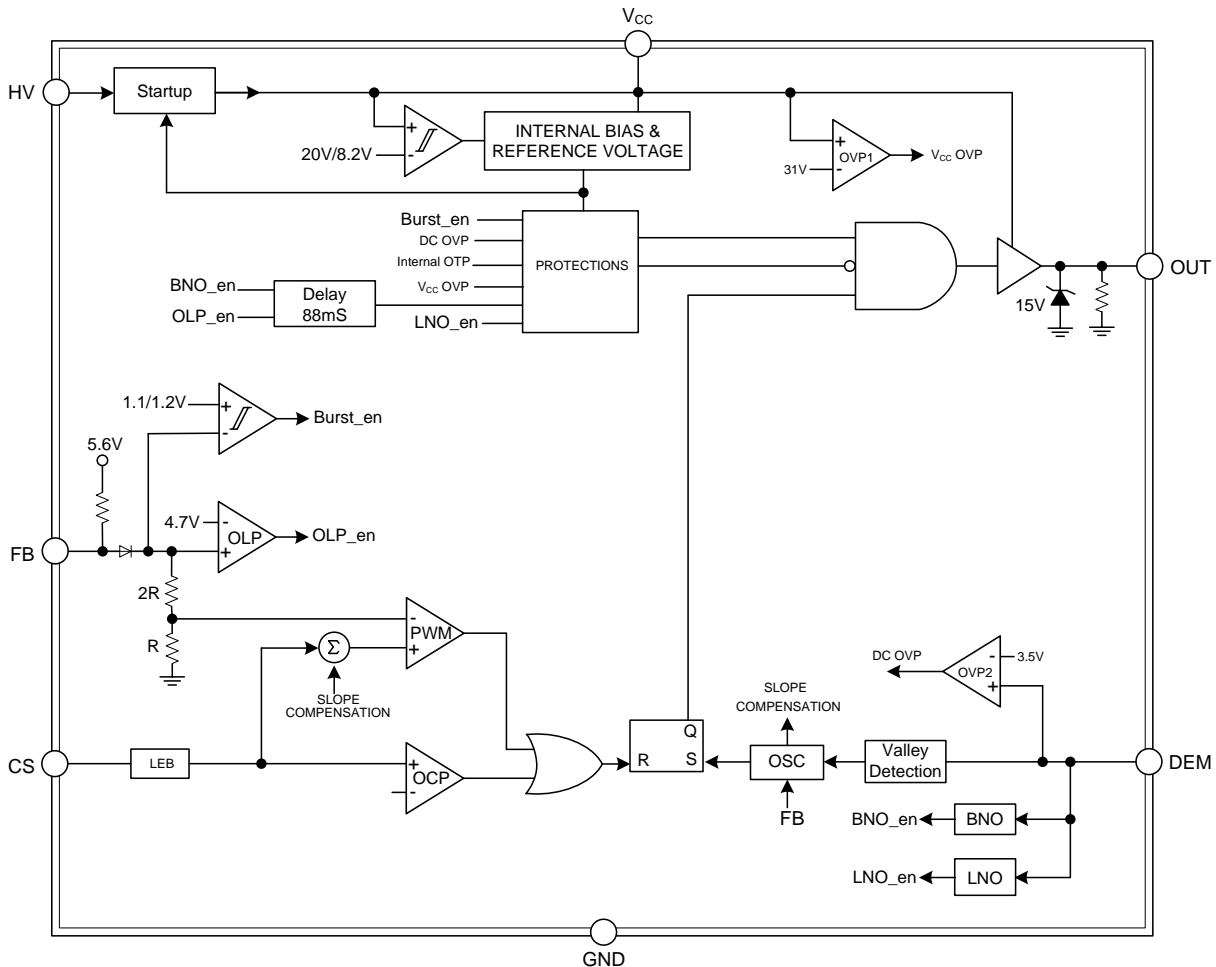 VCC
HV
Startup
+
-
20V/8.2V
INTERNAL BIAS &
REFERENCE VOLTAGE
+
-
OVP1
31V
VCC OVP
Burst_en
DC OVP
Internal OTP
VCC OVP
PROTECTIONS
BNO_en
OLP_en
Delay
88mS
LNO_en
OUT
15V
1.1/1.2V
+
-
Burst_en
5.6V
4.7V
-
+
OLP
OLP_en
FB
2R
R
Σ
SLOPE
COMPENSATION
-
+
PWM
DC OVP
-
+
OVP2
3.5V
SLOPE
COMPENSATION
CS
LEB
+
-
OCP
R
Q
S
OSC
FB
Valley
Detection
DEM
BNO_en
BNO
LNO_en
LNO
GND